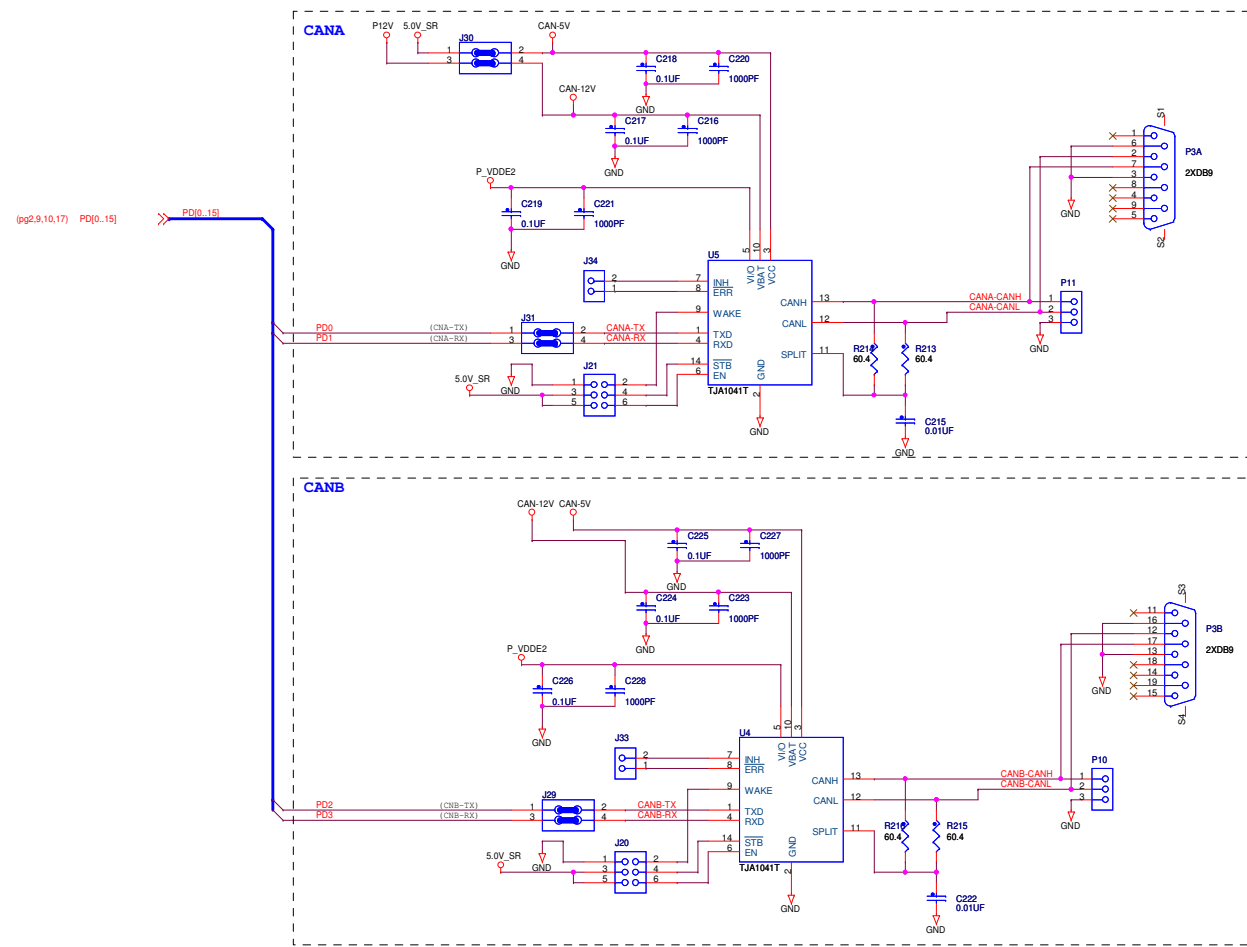 CANA
P12V 5.0V_SR CAN-5V
J30
1 2
3 4
C218 C220
0.1UF 1000PF
GND
CAN-12V
C217 C216
0.1UF 1000PF
GND
P_VDDE2
C219 C221
0.1UF 1000PF
GND
(pg2,9,10,17) PD[0..15]
PD[0..15]
S1
1
6
2
7
3
8
4
9
5
P3A
2XDB9
S2
GND
J34
2
1
U5
5 10 3
VI/O VBAT VCC
7 INH
8 ERR
9 WAKE
1 TXD
4 RXD
14 STB
6 EN
GND
2
TJA1041T
GND
CANH 13
CANL 12
SPLIT 11
CANA-CANH
CANA-CANL
P11
1
2
3
GND
PD0 (CNA-TX)
PD1 (CNA-RX)
J31
1 2
3 4
CANA-TX
CANA-RX
5.0V_SR
GND
J21
1 2
3 4
5 6
R213
60.4
60.4
C215
0.01UF
GND
CANB
CAN-12V CAN-5V
C225 C227
0.1UF 1000PF
GND
C224 C223
0.1UF 1000PF
GND
P_VDDE2
C226 C228
0.1UF 1000PF
GND
S3
11
16
12
17
13
18
14
19
15
P3B
2XDB9
S4
GND
J33
2
1
U4
5 10 3
VI/O VBAT VCC
7 INH
8 ERR
9 WAKE
1 TXD
4 RXD
14 STB
6 EN
GND
2
TJA1041T
GND
CANH 13
CANL 12
SPLIT 11
CANB-CANH
CANB-CANL
P10
1
2
3
GND
PD2 (CNB-TX)
PD3 (CNB-RX)
J29
1 2
3 4
CANB-TX
CANB-RX
5.0V_SR
GND
J20
1 2
3 4
5 6
R215
60.4
60.4
C222
0.01UF
GND